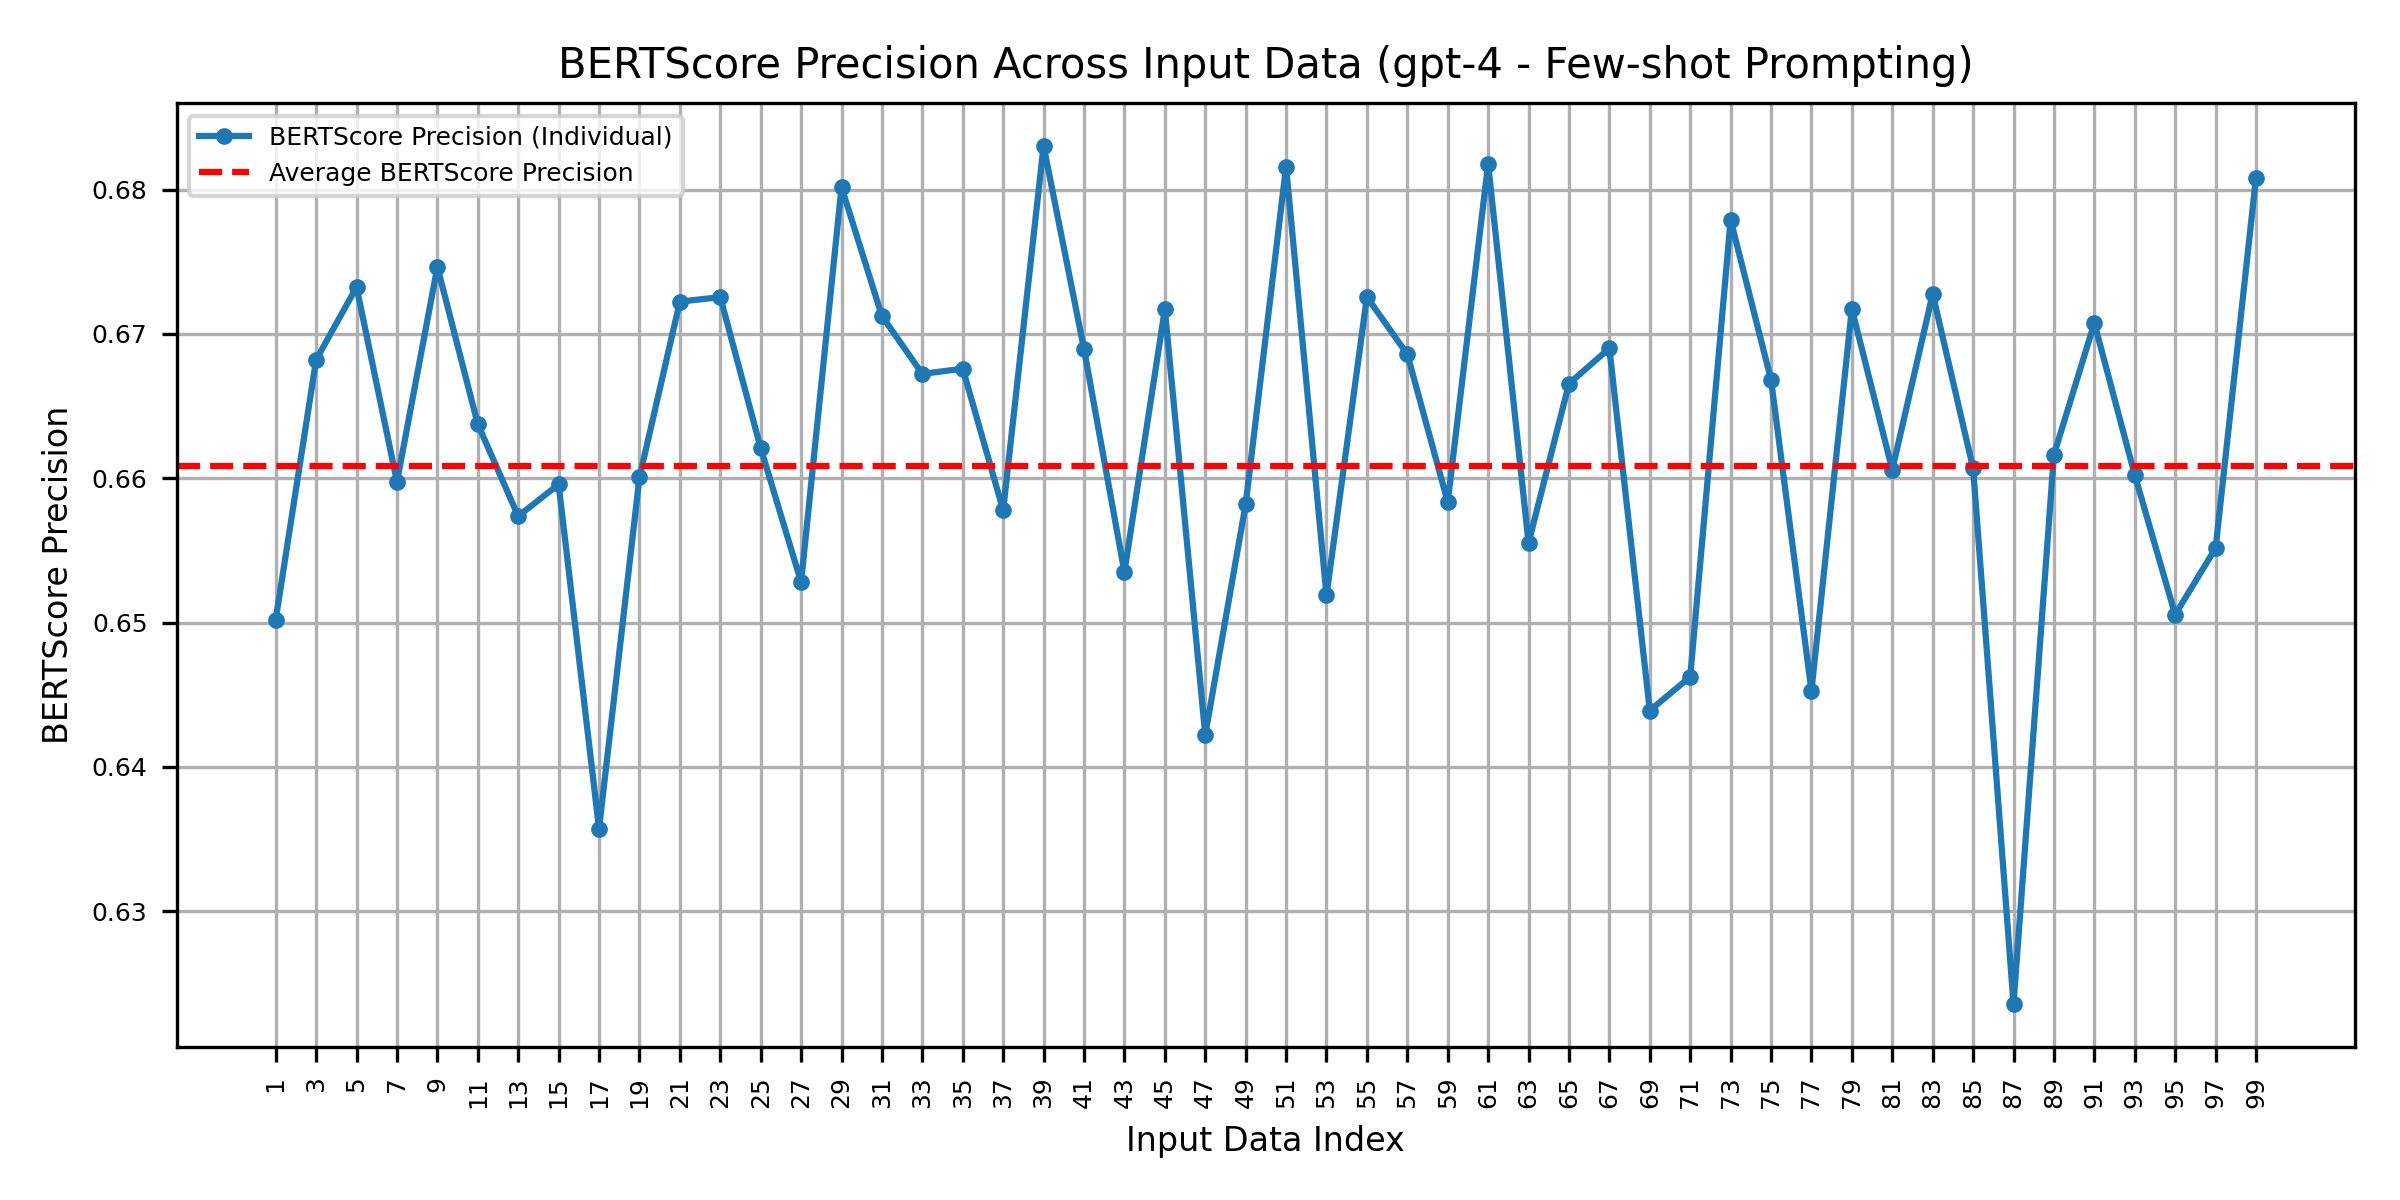 BERTScore Precision Across Input Data (gpt-4 - Few-shot Prompting)
BERTScore Precision (Individual)
Average BERTScore Precision
BERTScore Precision
0.68
0.67
0.66
0.65
0.64
0.63
1 3 5 7 9 11 13 15 17 19 21 23 25 27 29 31 33 35 37 39 41 43 45 47 49 51 53 55 57 59 61 63 65 67 69 71 73 75 77 79 81 83 85 87 89 91 93 95 97 99
Input Data Index